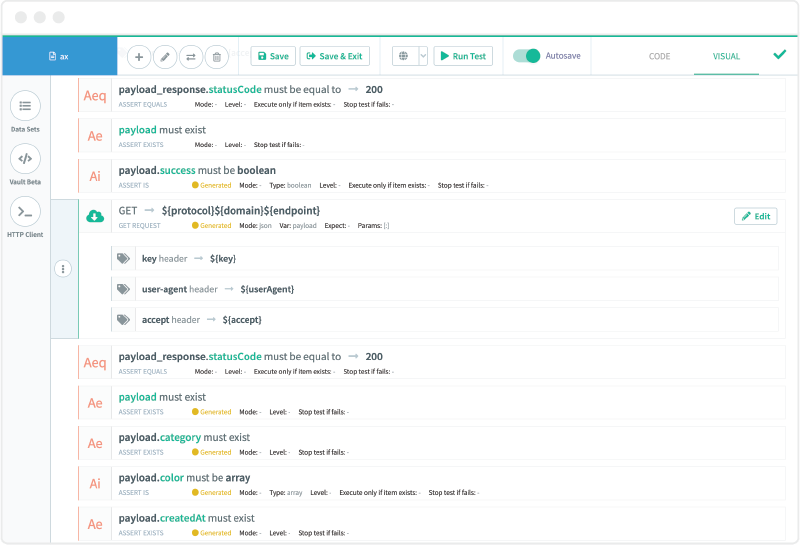 ax
Save
Save & Exit
Run Test
Autosave
CODE
VISUAL
Data Sets
Vault Beta
HTTP Client
Aeq
payload_response.statusCode must be equal to → 200
ASSERT EQUALS Mode: - Level: - Execute only if item exists: - Stop test if fails: -
Ae
payload must exist
ASSERT EXISTS Mode: - Level: - Stop test if fails: -
Ai
payload.success must be boolean
ASSERT IS Generated Mode: - Type: boolean Level: - Execute only if item exists: - Stop test if fails: -
GET → ${protocol}${domain}${endpoint}
GET REQUEST Generated Mode: json Var: payload Expect: - Params: [;]
Edit
key header → ${key}
user-agent header → ${userAgent}
accept header → ${accept}
Aeq
payload_response.statusCode must be equal to → 200
ASSERT EQUALS Mode: - Level: - Execute only if item exists: - Stop test if fails: -
Ae
payload must exist
ASSERT EXISTS Generated Mode: - Level: - Stop test if fails: -
Ae
payload.category must exist
ASSERT EXISTS Generated Mode: - Level: - Stop test if fails: -
Ai
payload.color must be array
ASSERT IS Generated Mode: - Type: array Level: - Execute only if item exists: - Stop test if fails: -
Ae
payload.createdAt must exist
ASSERT EXISTS Generated Mode: - Level: - Stop test if fails: -